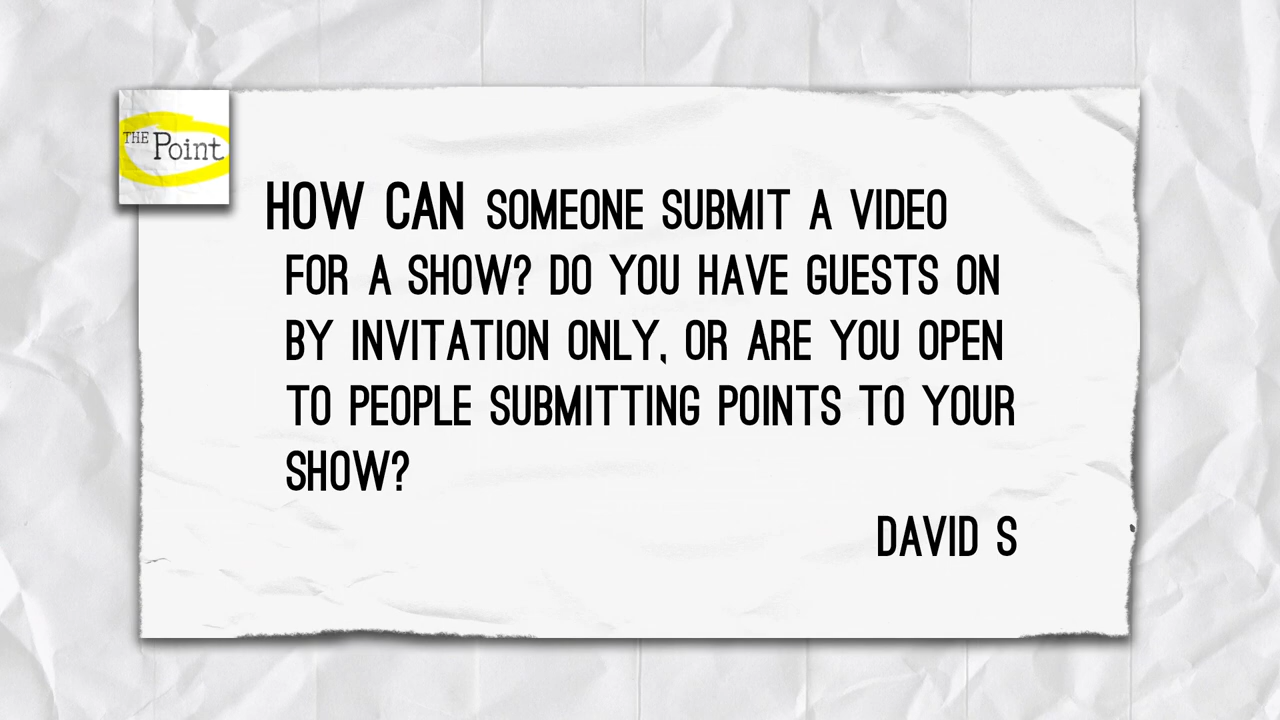 THE Point
HOW CAN SOMEONE SUBMIT A VIDEO
FOR A SHOW? DO YOU HAVE GUESTS ON
BY INVITATION ONLY, OR ARE YOU OPEN
TO PEOPLE SUBMITTING POINTS TO YOUR
SHOW?
DAVID S